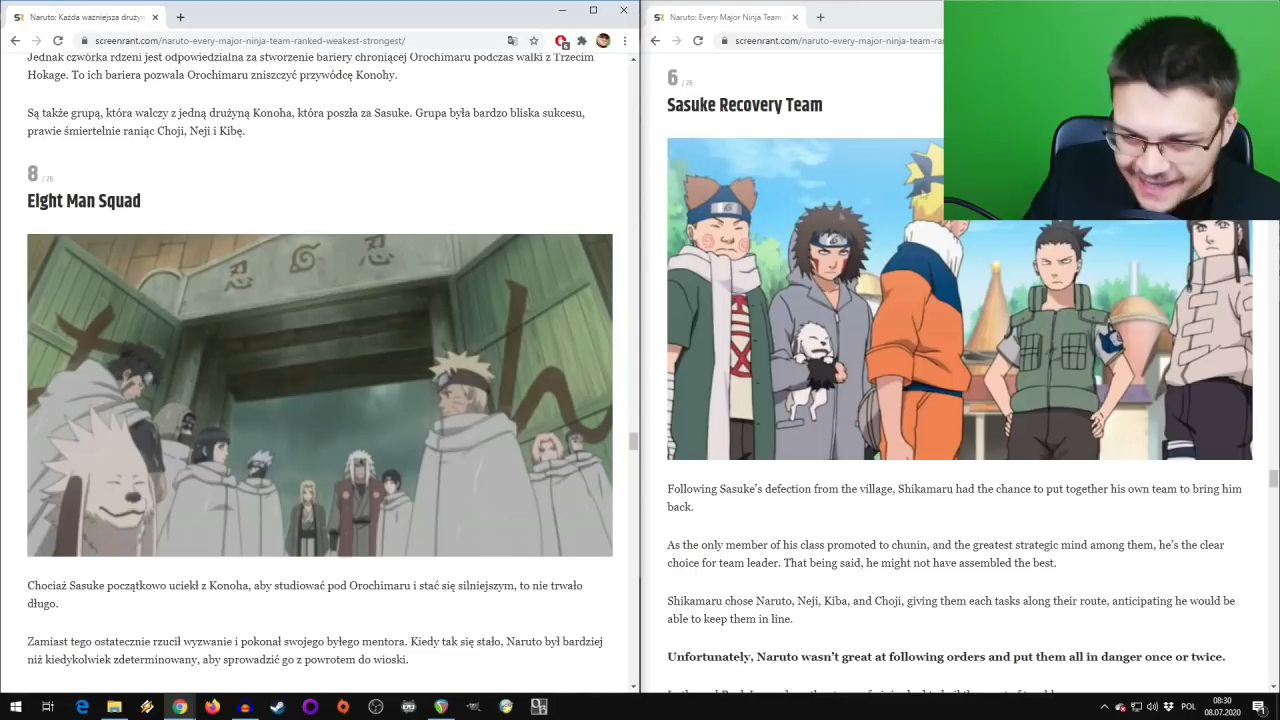 Naruto: Każda ważniejsza drużyn
screenrant.com/naruto-every-major-ninja-team-ranked-weakest-strongest/
6
Jednak czwórka rdzeni jest odpowiedzialna za stworzenie bariery chroniącej Orochimaru podczas walki z Trzecim
Hokage. To ich bariera pozwala Orochimaru zniszczyć przywódcę Konohy.
Są także grupą, która walczy z jedną drużyną Konoha, która poszła za Sasuke. Grupa była bardzo bliska sukcesu,
prawie śmiertelnie raniąc Choji, Neji i Kibę.
8 / 26
Eight Man Squad
忍 忍
Chociaż Sasuke początkowo uciekł z Konoha, aby studiować pod Orochimaru i stać się silniejszym, to nie trwało
długo.
Zamiast tego ostatecznie rzucił wyzwanie i pokonał swojego byłego mentora. Kiedy tak się stało, Naruto był bardziej
niż kiedykolwiek zdeterminowany, aby sprowadzić go z powrotem do wioski.
Naruto: Every Major Ninja Team
screenrant.com/naruto-every-major-ninja-team-ra
6 / 26
Sasuke Recovery Team
Following Sasuke's defection from the village, Shikamaru had the chance to put together his own team to bring him
back.
As the only member of his class promoted to chunin, and the greatest strategic mind among them, he's the clear
choice for team leader. That being said, he might not have assembled the best.
Shikamaru chose Naruto, Neji, Kiba, and Choji, giving them each tasks along their route, anticipating he would be
able to keep them in line.
Unfortunately, Naruto wasn't great at following orders and put them all in danger once or twice.
POL
08:30
08.07.2020